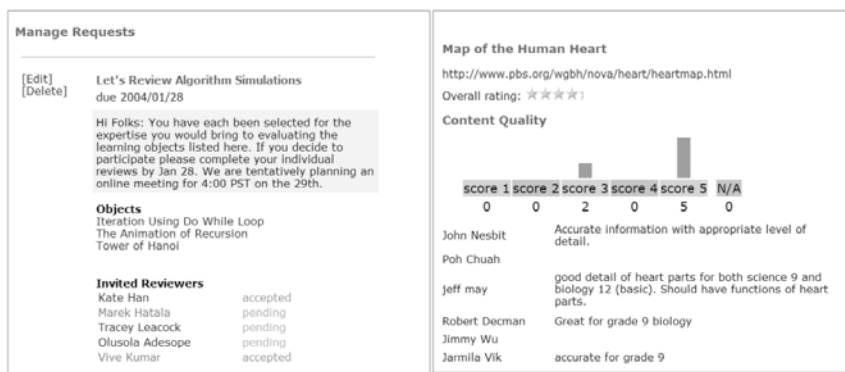 Manage Requests
[Edit]
[Delete]
Let's Review Algorithm Simulations
due 2004/01/28
Hi Folks: You have each been selected for the
expertise you would bring to evaluating the
learning objects listed here. If you decide to
participate please complete your individual
reviews by Jan 28. We are tentatively planning an
online meeting for 4:00 PST on the 29th.
Objects
Iteration Using Do While Loop
The Animation of Recursion
Tower of Hanoi
Invited Reviewers
Kate Han accepted
Marek Hatala pending
Tracey Leacock pending
Olusola Adesope pending
Vive Kumar accepted
Map of the Human Heart
http://www.pbs.org/wgbh/nova/heart/heartmap.html
Overall rating:
Content Quality
score 1 score 2 score 3 score 4 score 5 N/A
0 0 2 0 5 0
John Nesbit Accurate information with appropriate level of
detail.
Poh Chuah
jeff may good detail of heart parts for both science 9 and
biology 12 (basic). Should have functions of heart
parts.
Robert Decman Great for grade 9 biology
Jimmy Wu
Jarmila Vik accurate for grade 9